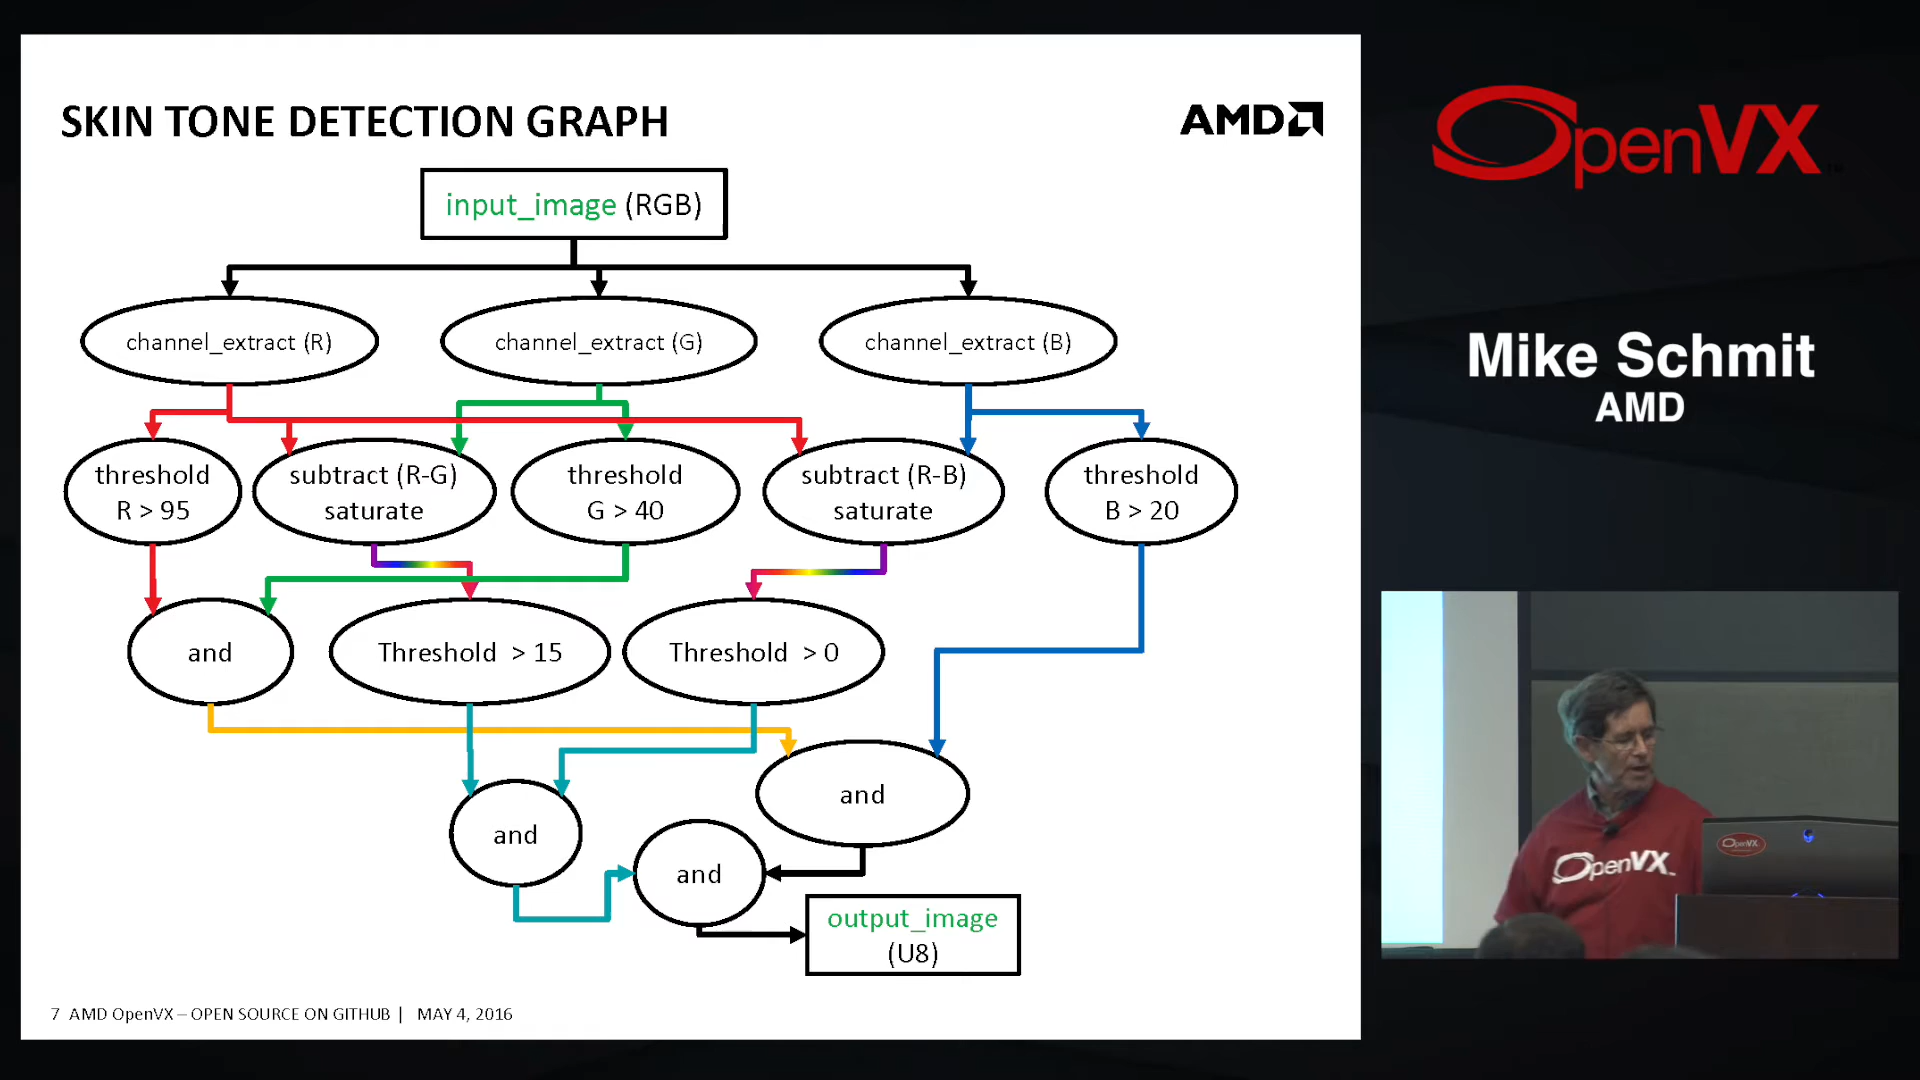 SKIN TONE DETECTION GRAPH
AMD
input_image (RGB)
channel_extract (R)
channel_extract (G)
channel_extract (B)
threshold
R > 95
subtract (R-G)
saturate
threshold
G > 40
subtract (R-B)
saturate
threshold
B > 20
and
Threshold > 15
Threshold > 0
and
and
and
output_image
(U8)
7 AMD OpenVX – OPEN SOURCE ON GITHUB | MAY 4, 2016
OpenVX™
Mike Schmit
AMD
OpenVX
OpenVX